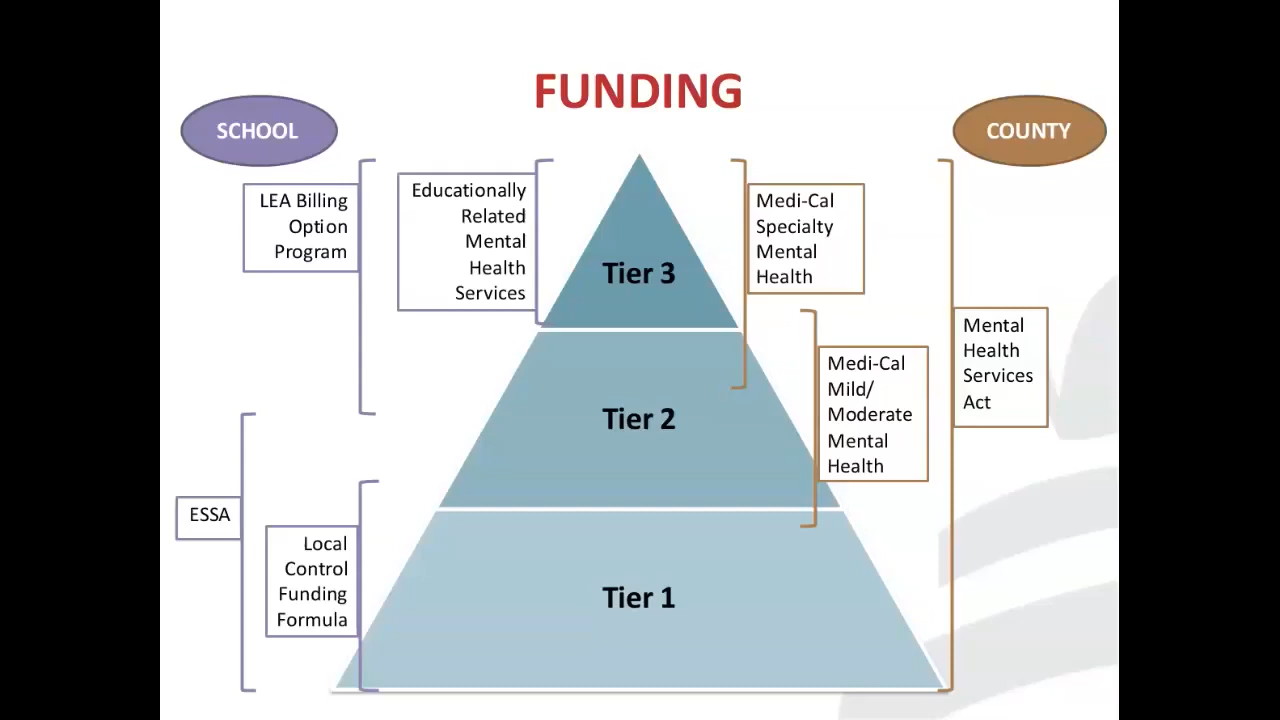 FUNDING
SCHOOL
COUNTY
LEA Billing
Option
Program
Educationally
Related
Mental
Health
Services
Medi-Cal
Specialty
Mental
Health
Tier 3
Mental
Health
Services
Act
Medi-Cal
Mild/
Moderate
Mental
Health
Tier 2
ESSA
Local
Control
Funding
Formula
Tier 1